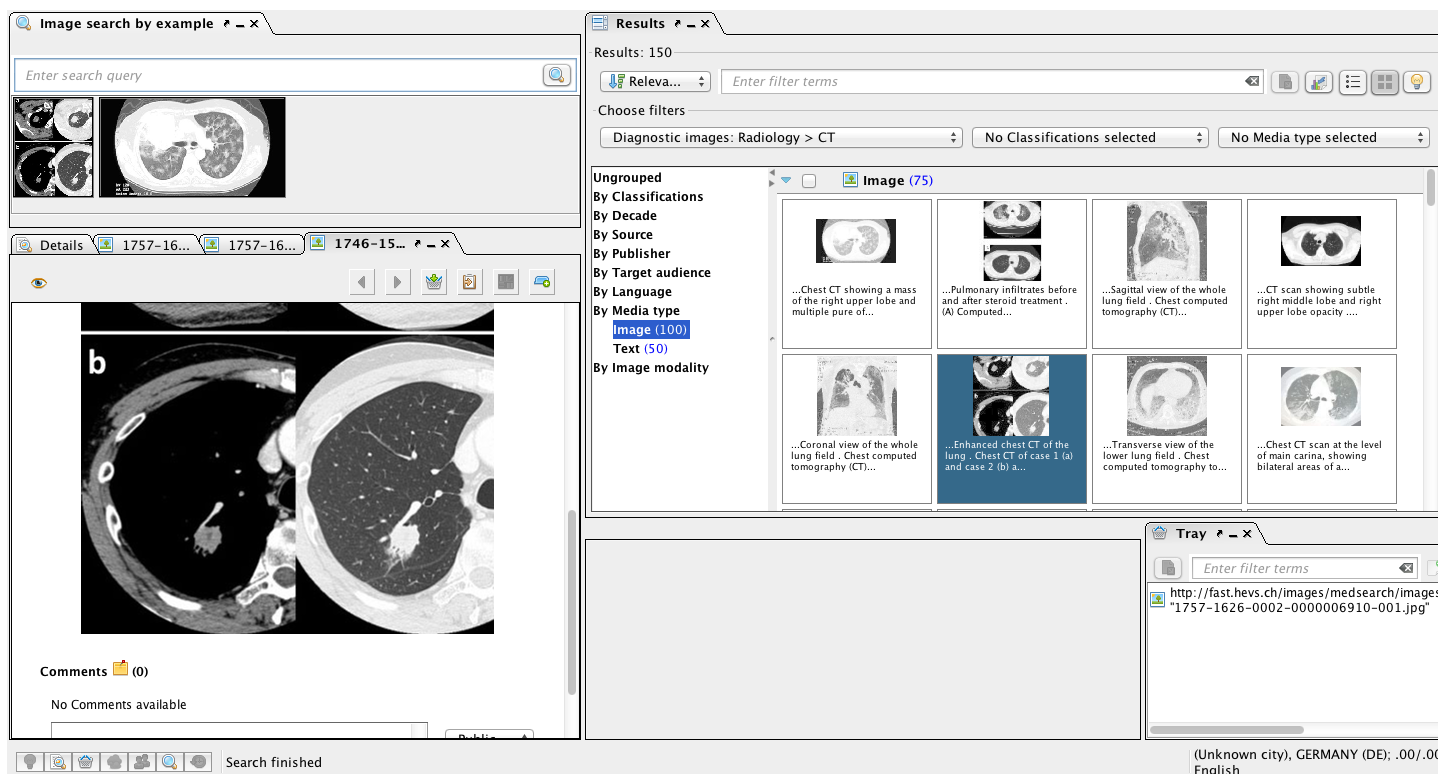 Image search by example
Enter search query
Details
1757-16...
1757-16...
1746-15...
b
Comments (0)
No Comments available
Public
Search finished
Results
Results: 150
Releva...
Enter filter terms
Choose filters
Diagnostic images: Radiology > CT
No Classifications selected
No Media type selected
Ungrouped
By Classifications
By Decade
By Source
By Publisher
By Target audience
By Language
By Media type
Image (100)
Text (50)
By Image modality
Image (75)
...Chest CT showing a mass
of the right upper lobe and
multiple pure of...
...Pulmonary infiltrates before
and after steroid treatment .
(A) Computed...
...Sagittal view of the whole
lung field . Chest computed
tomography (CT)...
...CT scan showing subtle
right middle lobe and right
upper lobe opacity ....
...Coronal view of the whole
lung field . Chest computed
tomography (CT)...
...Enhanced chest CT of the
lung . Chest CT of case 1 (a)
and case 2 (b) a...
...Transverse view of the
lower lung field . Chest
computed tomography to...
...Chest CT scan at the level
of main carina, showing
bilateral areas of a...
Tray
Enter filter terms
http://fast.hevs.ch/images/medsearch/images
"1757-1626-0002-0000006910-001.jpg"
(Unknown city), GERMANY (DE); .00/.00
English